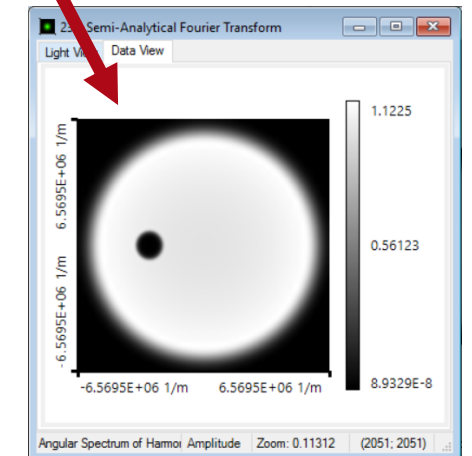 23: Semi-Analytical Fourier Transform
Light View Data View
1.1225
6.5695E+06 1/m
0.56123
-6.5695E+06 1/m
8.9329E-8
-6.5695E+06 1/m 6.5695E+06 1/m
Angular Spectrum of Harmo Amplitude Zoom: 0.11312 (2051; 2051)